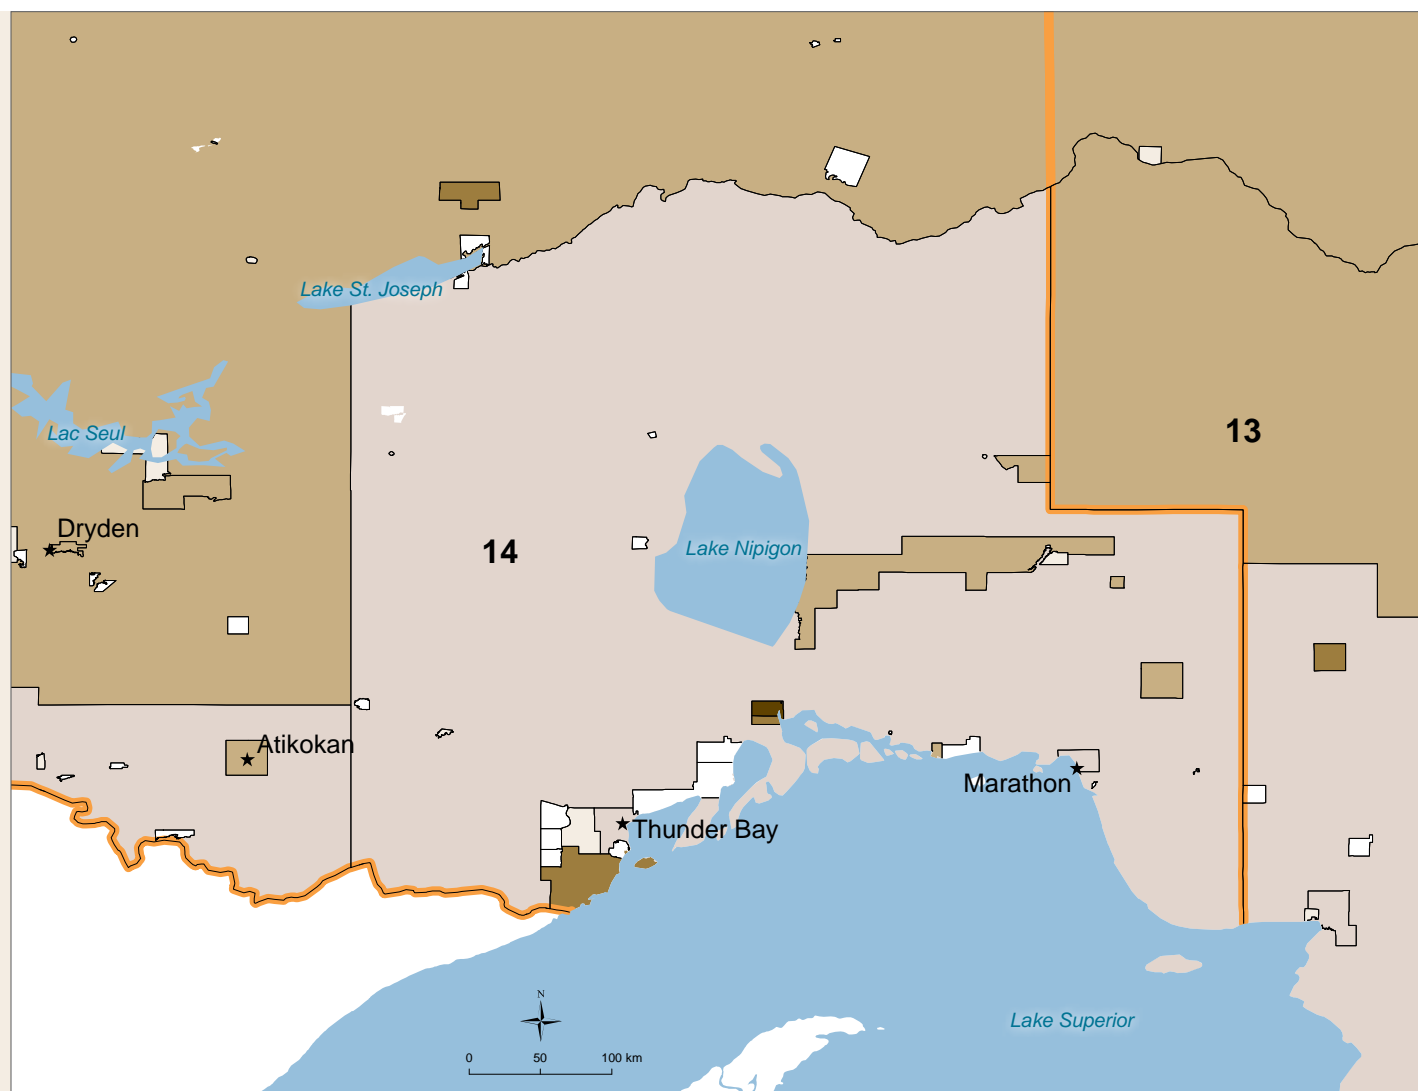 Lake St. Joseph
Lac Seul
13
Dryden
14
Lake Nipigon
Atikokan
Marathon
Thunder Bay
N
Lake Superior
0 50 100 km